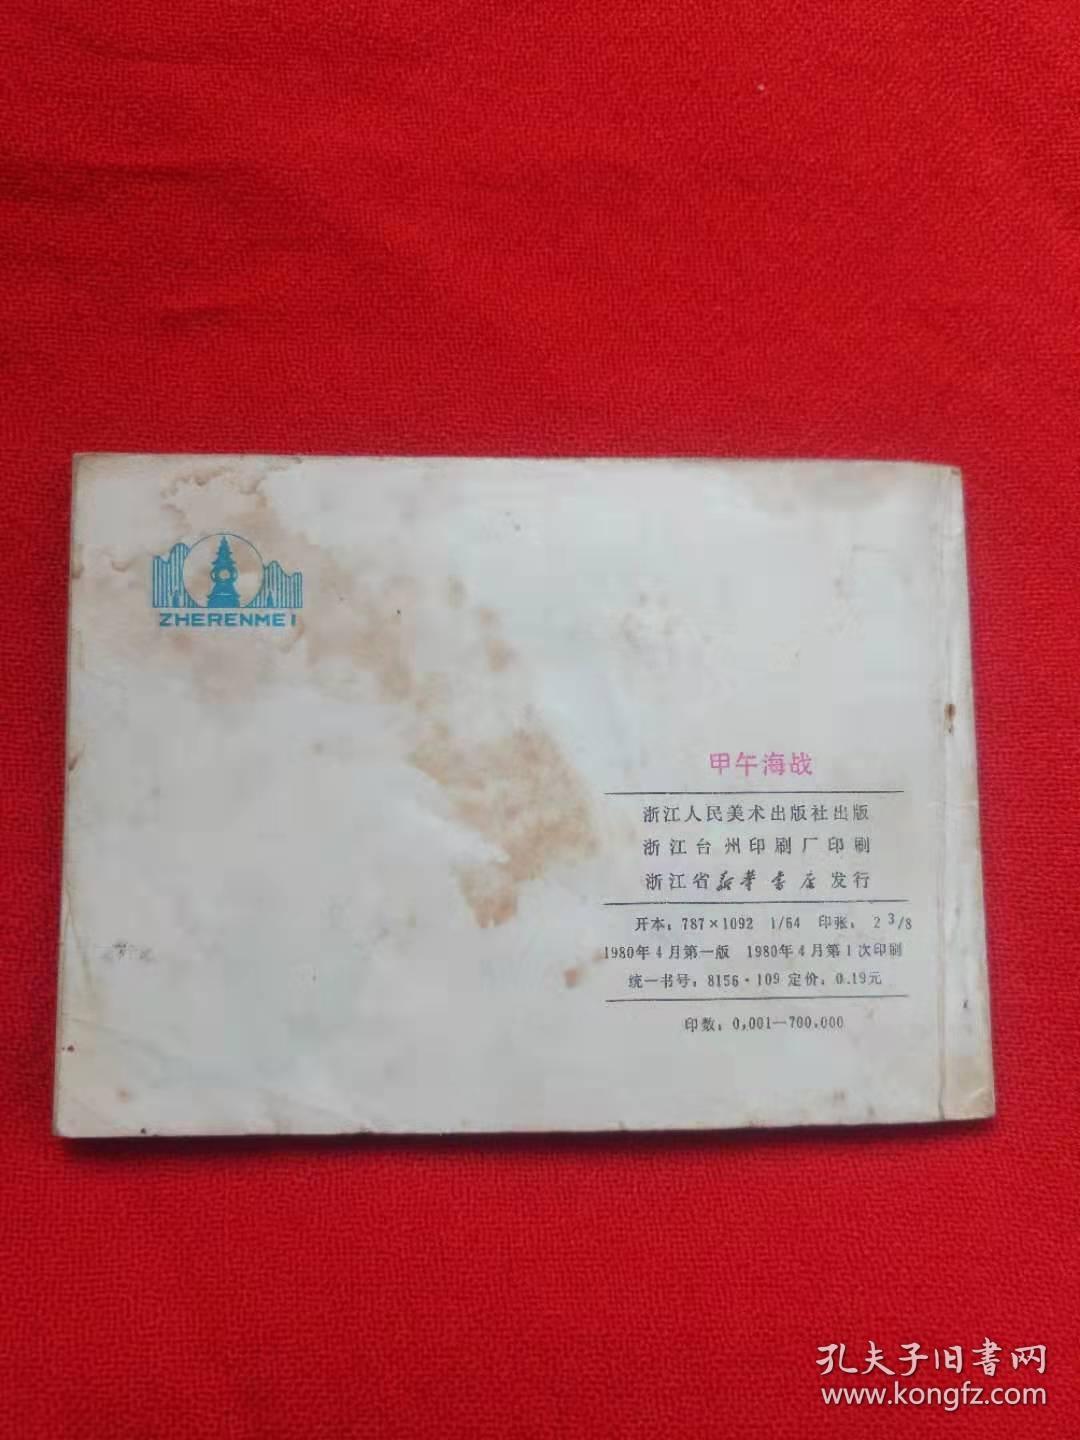 ZHERENMEI
甲午海战
浙江人民美术出版社出版
浙江台州印刷厂印刷
浙江省新华书店发行
开本：787×1092 1/64 印张：2 3/8
1980年4月第一版 1980年4月第1次印刷
统一书号：8156·109 定价：0.19元
印数：0,001—700,000
孔夫子旧書网
www.kongfz.com